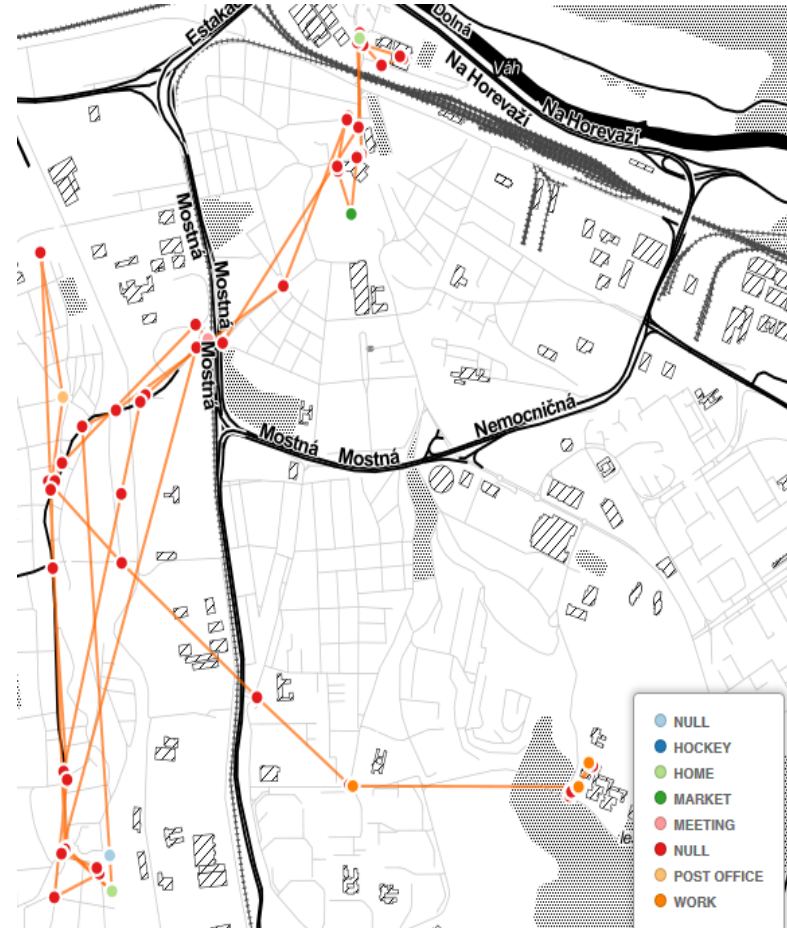 Estakád
Dolná
Váh
Na Horevaží
Na Horevaží
Mostná
Mostná
Mostná
Mostná
Mostná
Nemocničná
NULL
HOCKEY
HOME
MARKET
MEETING
NULL
POST OFFICE
WORK